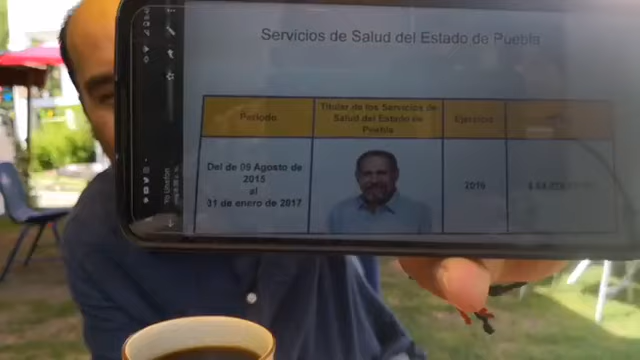 Servicios de Salud del Estado de Puebla
Periodo
Titular de los Servicios de
Salud del Estado de
Puebla
Ejercicio
Del de 09 Agosto de
2015
al
31 de enero de 2017
2016